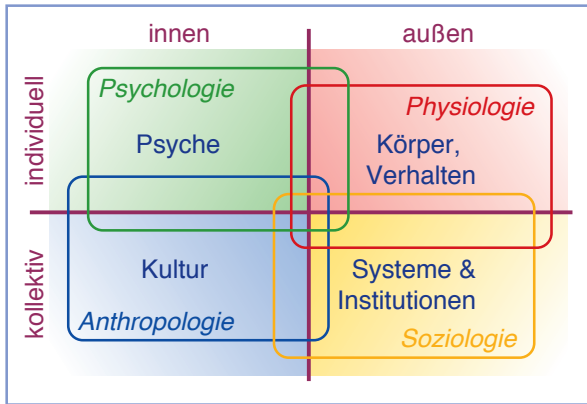 innen
außen
individuell
Psychologie
Physiologie
Psyche
Körper,
Verhalten
kollektiv
Kultur
Systeme &
Institutionen
Anthropologie
Soziologie